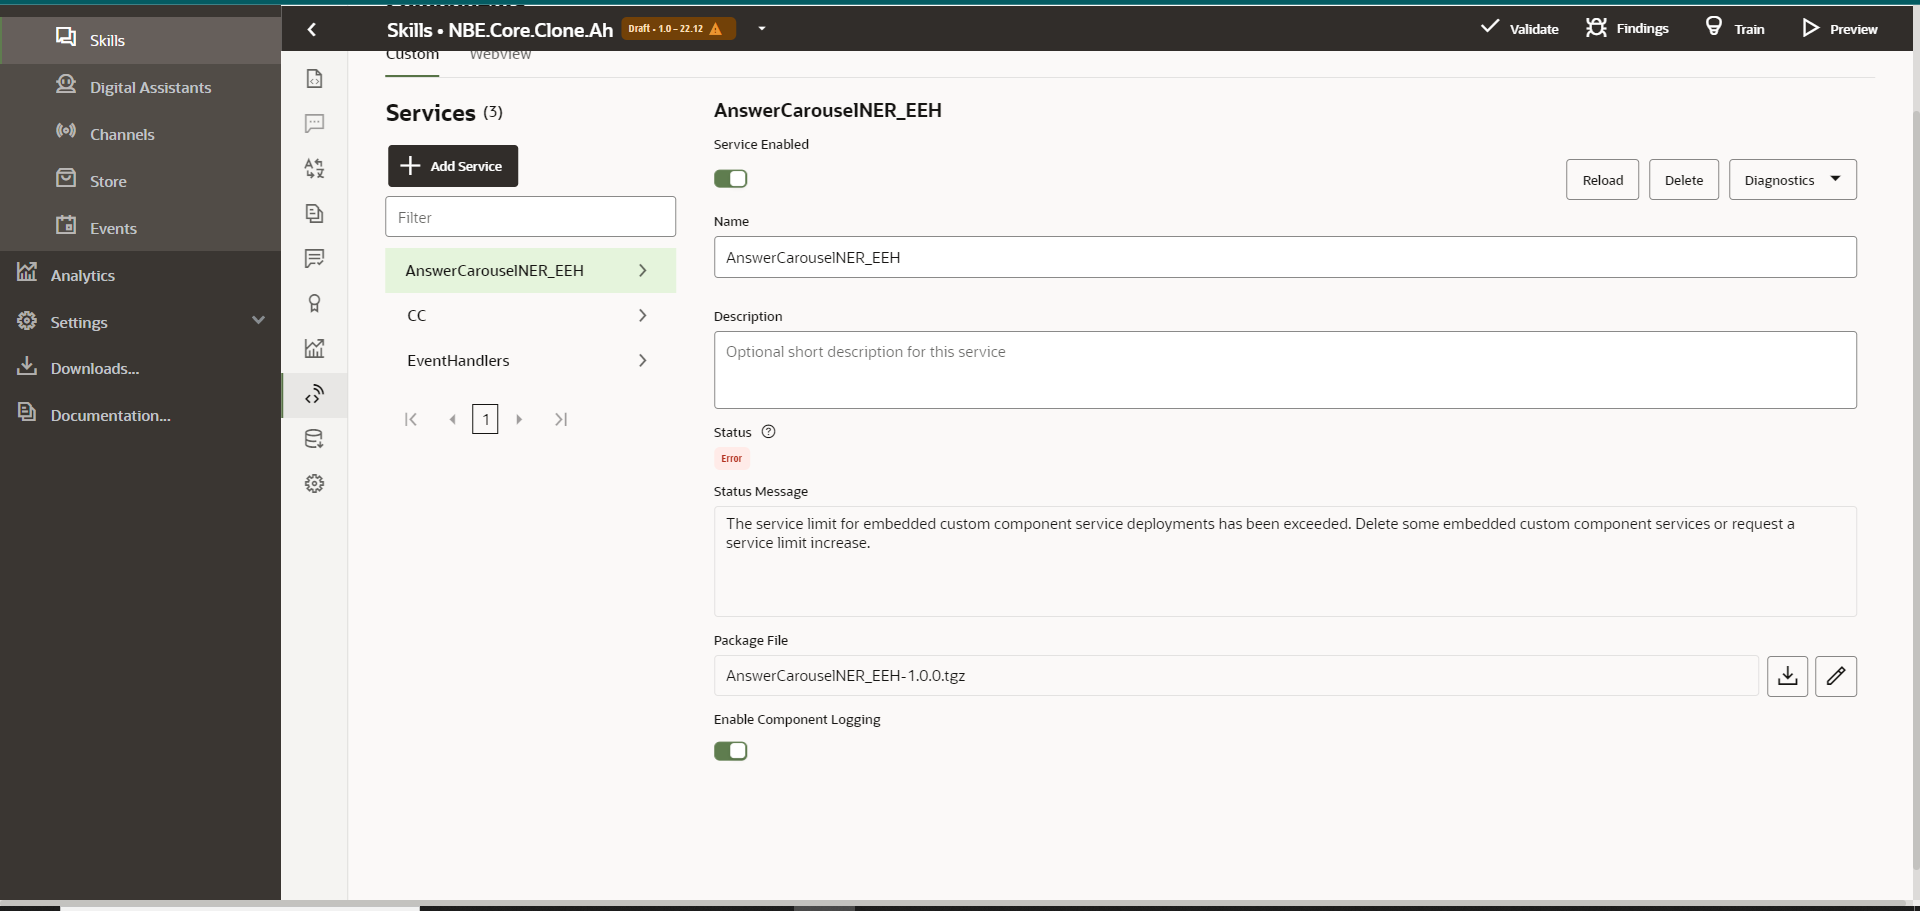 Skills
Digital Assistants
Channels
Store
Events
Analytics
Settings
Downloads...
Documentation...
Skills • NBE.Core.Clone.Ah
Draft • 1.0 - 22.12
Validate
Findings
Train
Preview
Custom
Webview
Services (3)
Add Service
Filter
AnswerCarouselNER_EEH
CC
EventHandlers
1
AnswerCarouselNER_EEH
Service Enabled
Reload
Delete
Diagnostics
Name
AnswerCarouselNER_EEH
Description
Optional short description for this service
Status
Error
Status Message
The service limit for embedded custom component service deployments has been exceeded. Delete some embedded custom component services or request a
service limit increase.
Package File
AnswerCarouselNER_EEH-1.0.0.tgz
Enable Component Logging